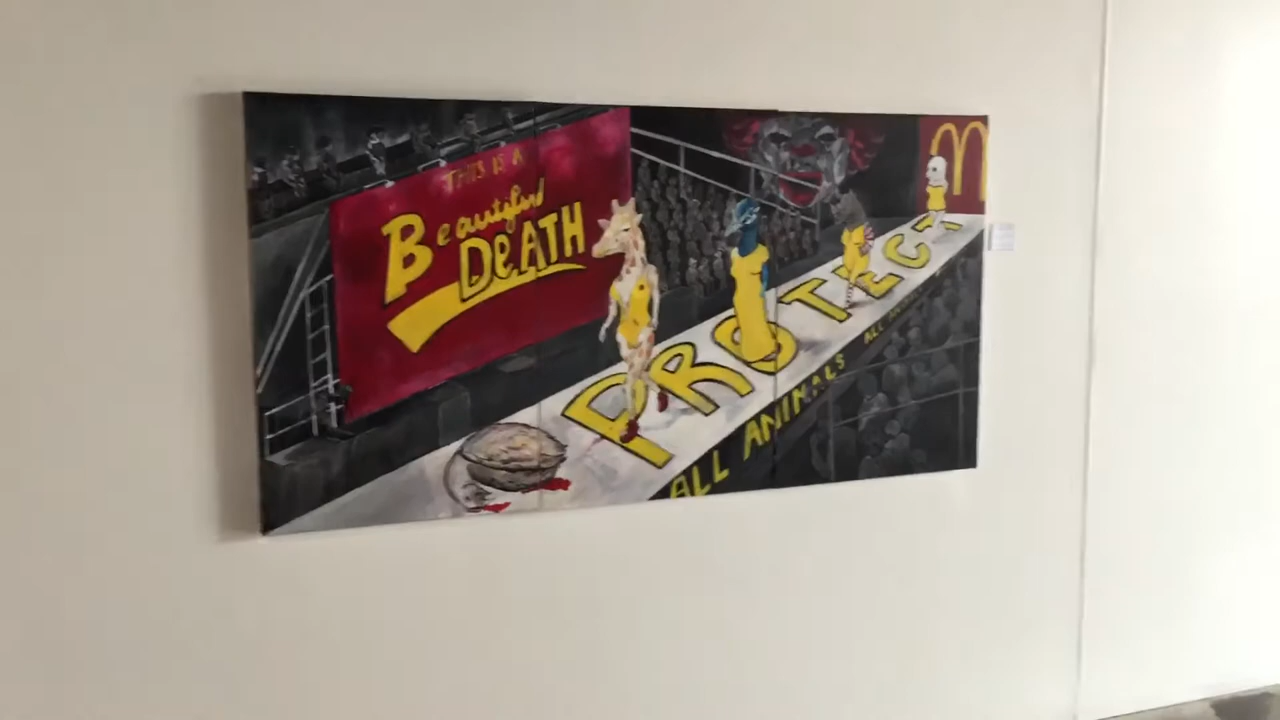 THIS IS A
Beautiful
DeATH
PROTECT
ALL ANIMALS
ALL ANIMALS